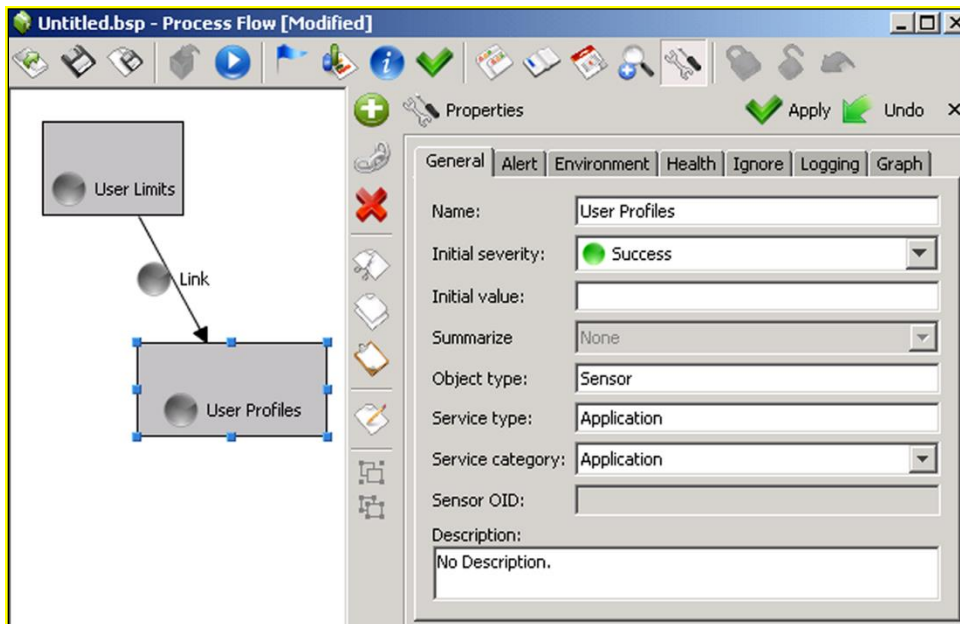 Untitled.bsp - Process Flow [Modified]
Properties
Apply
Undo
General
Alert
Environment
Health
Ignore
Logging
Graph
User Limits
Link
User Profiles
Name:
User Profiles
Initial severity:
Success
Initial value:
Summarize
None
Object type:
Sensor
Service type:
Application
Service category:
Application
Sensor OID:
Description:
No Description.